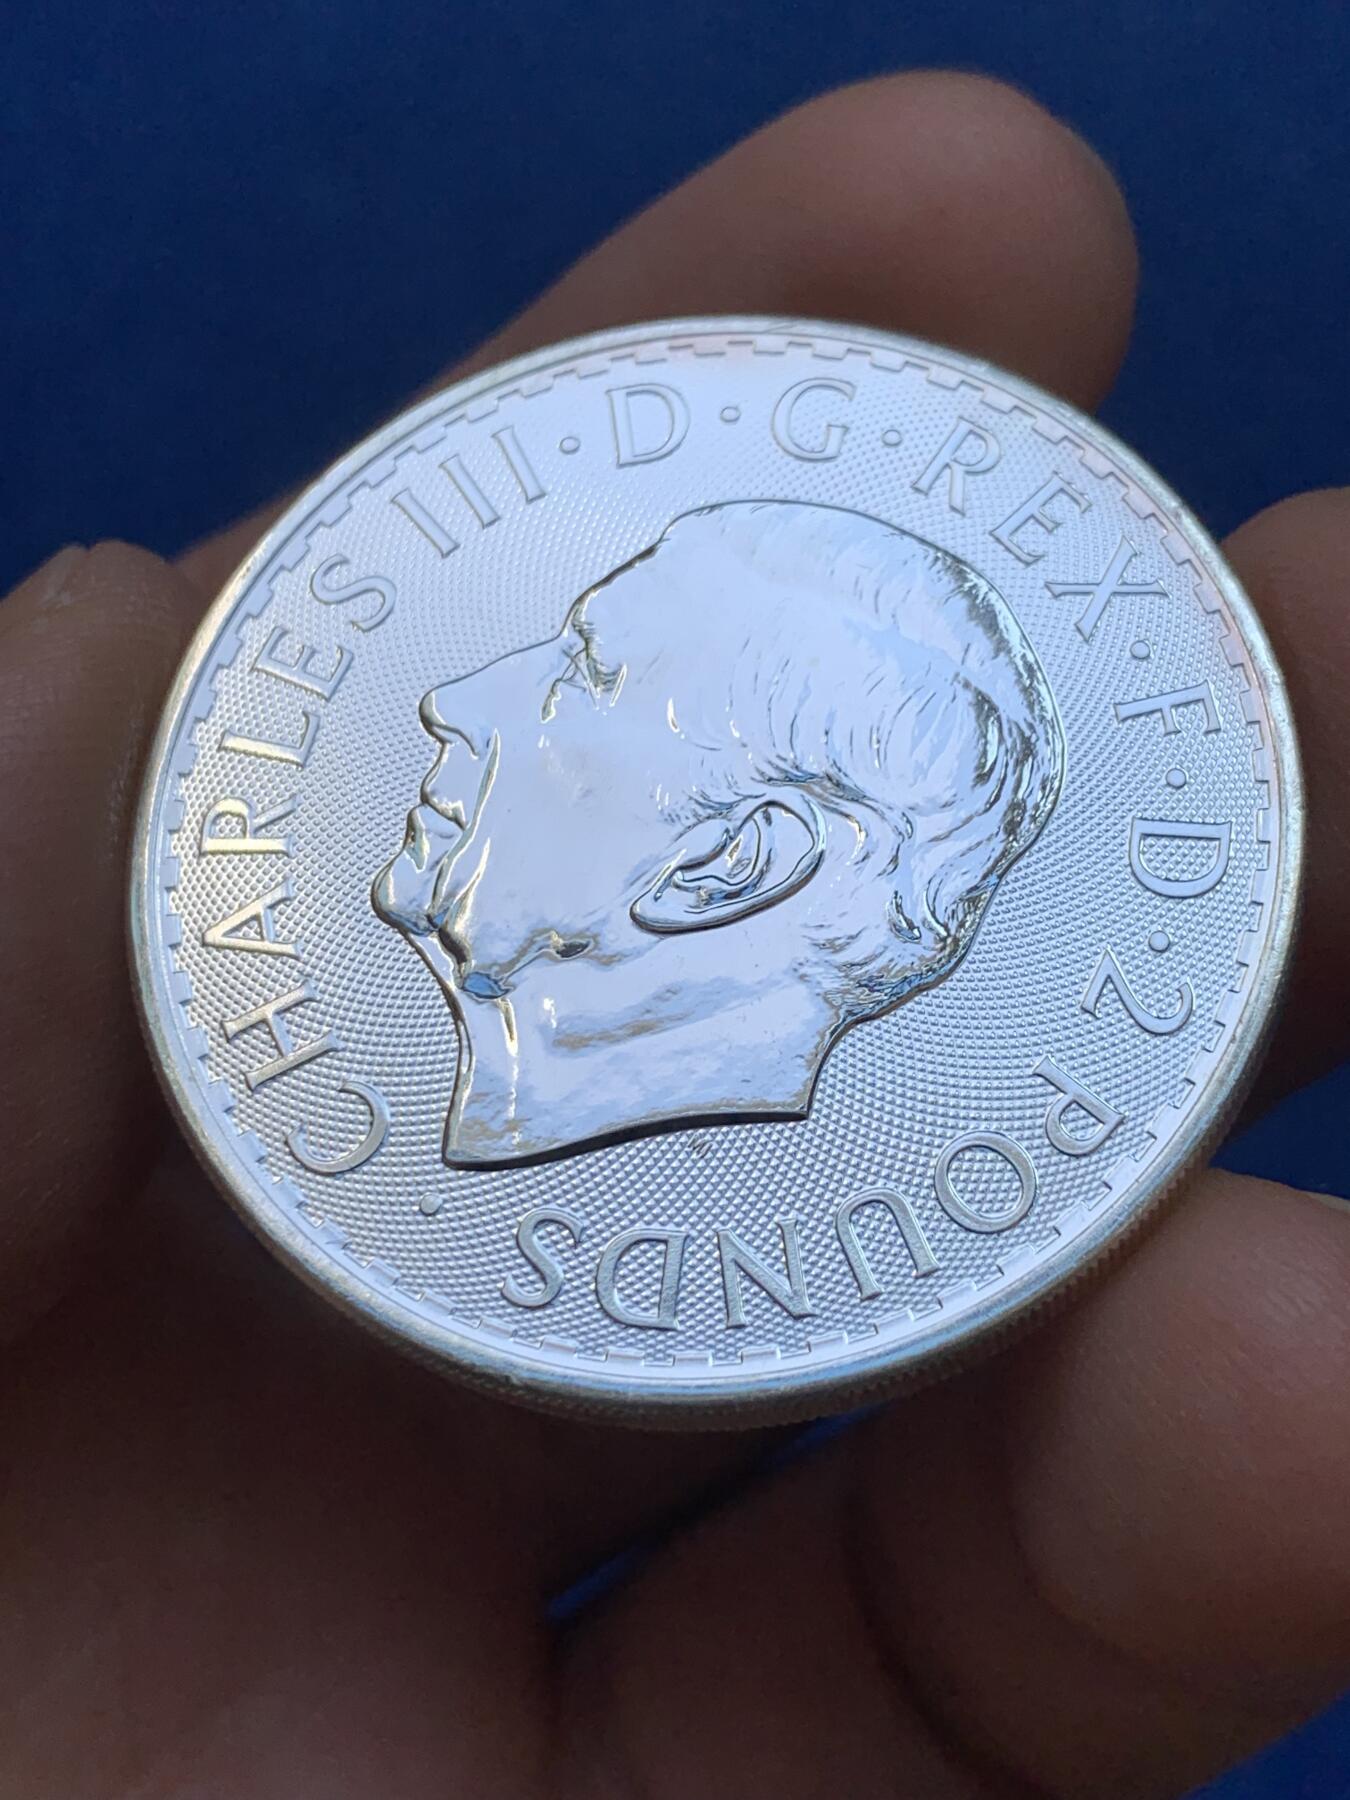 CHARLES III · D · G · REX · F · D · 2 POUNDS ·